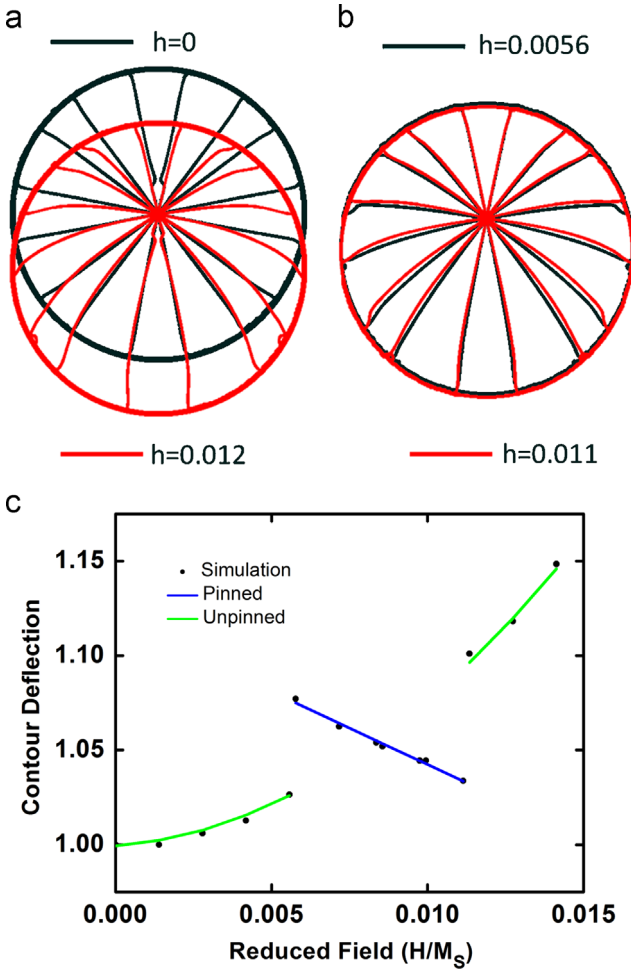 a
h=0
b
h=0.0056
h=0.012
h=0.011
c
Simulation
Pinned
Unpinned
1.15
1.10
1.05
1.00
Contour Deflection
0.000
0.005
0.010
0.015
Reduced Field (H/M_S)